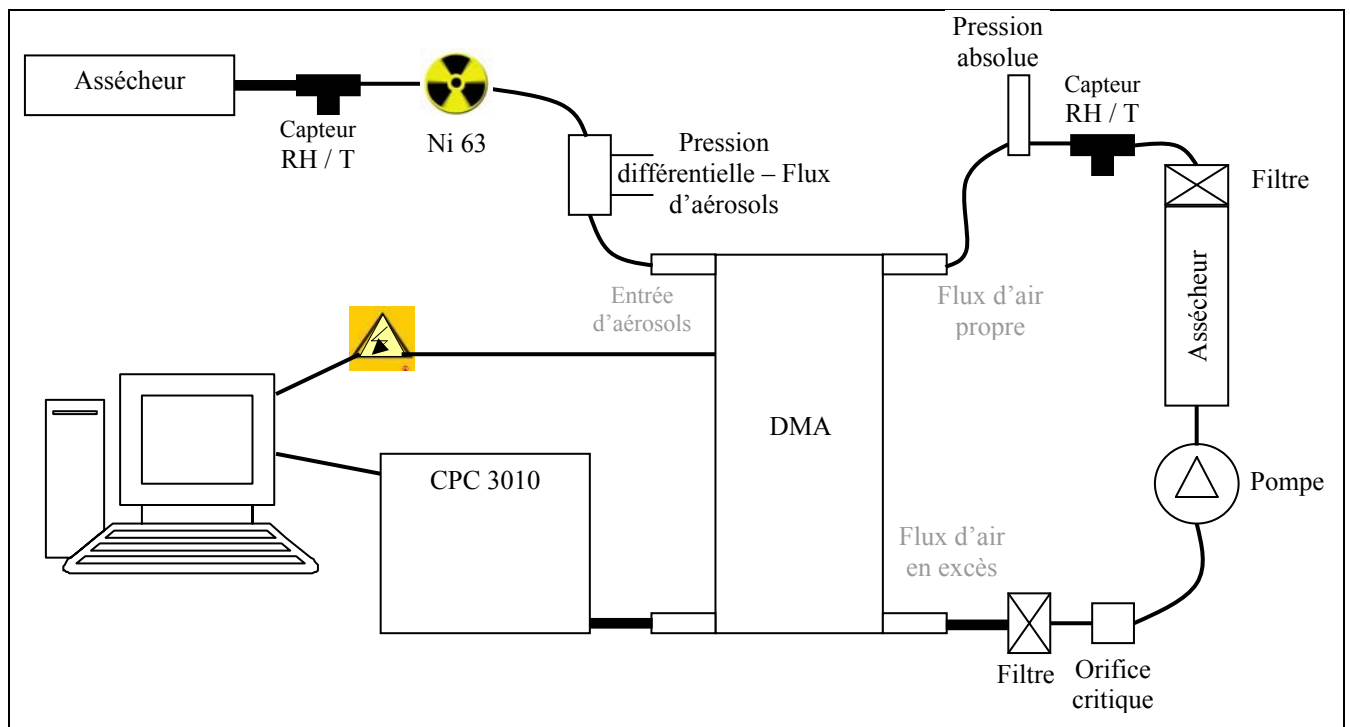 Assécheur
Capteur
RH / T
Ni 63
Pression
différentielle – Flux
d'aérosols
Pression
absolue
Capteur
RH / T
Filtre
Assécheur
Entrée
d'aérosols
Flux d'air
propre
DMA
CPC 3010
Pompe
Flux d'air
en excès
Filtre
Orifice
critique